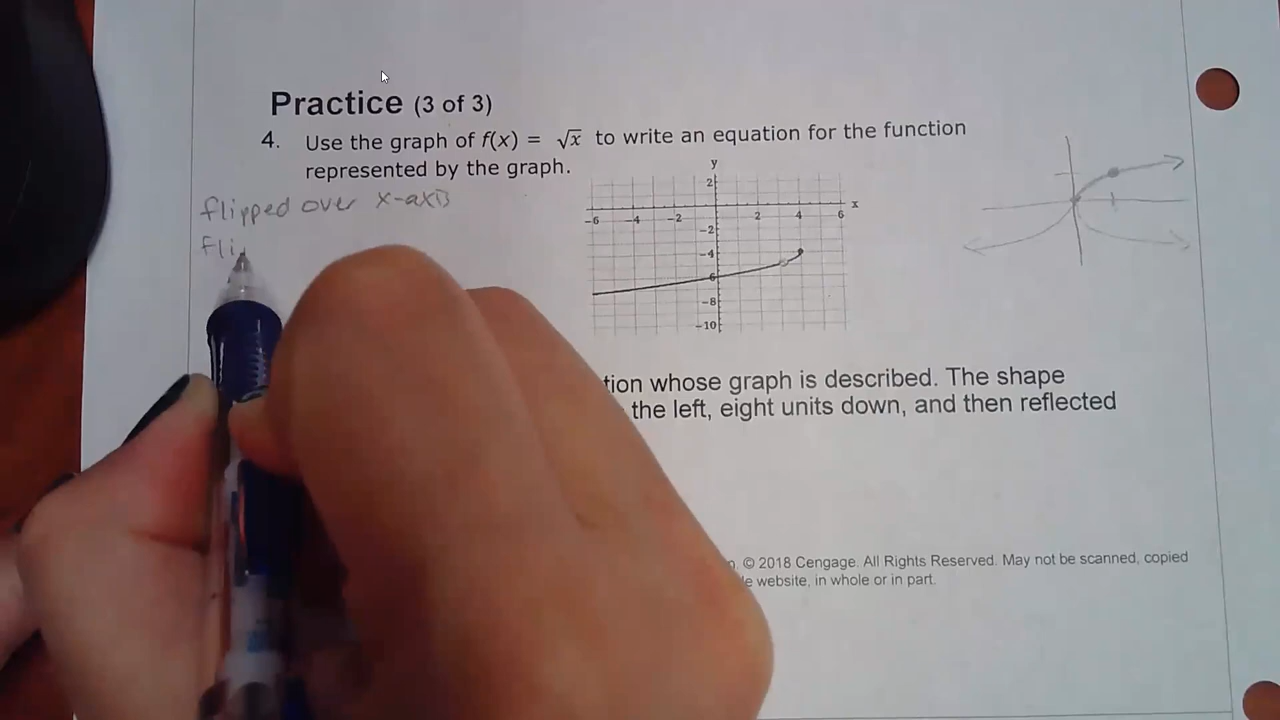 Practice (3 of 3)
4. Use the graph of f(x) = √x to write an equation for the function
represented by the graph.
flipped over x-axis
fli
y
2
x
-6 -4 -2 2 4 6
-2
-4
6
-8
-10
tion whose graph is described. The shape
the left, eight units down, and then reflected
© 2018 Cengage. All Rights Reserved. May not be scanned, copied
le website, in whole or in part.